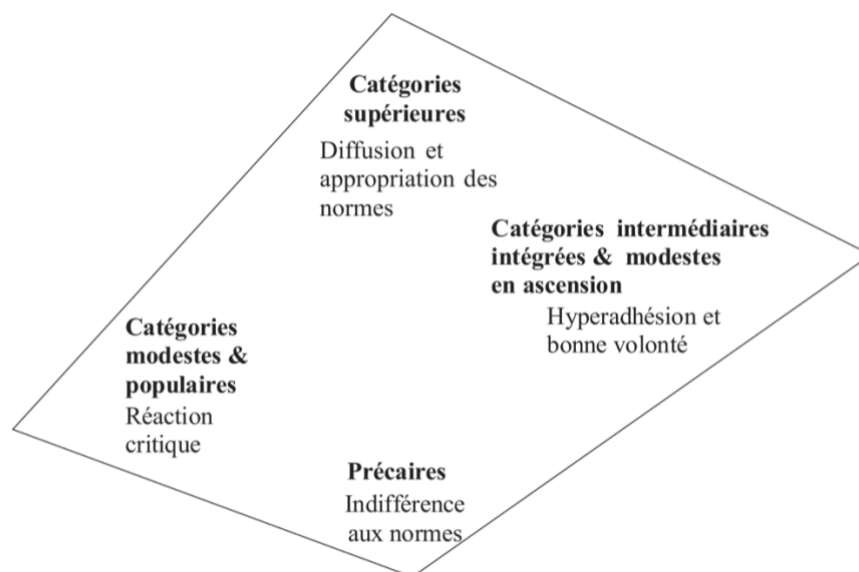 Catégories
supérieures
Diffusion et
appropriation des
normes
Catégories intermédiaires
intégrées & modestes
en ascension
Hyperadhésion et
bonne volonté
Catégories
modestes &
populaires
Réaction
critique
Précaires
Indifférence
aux normes